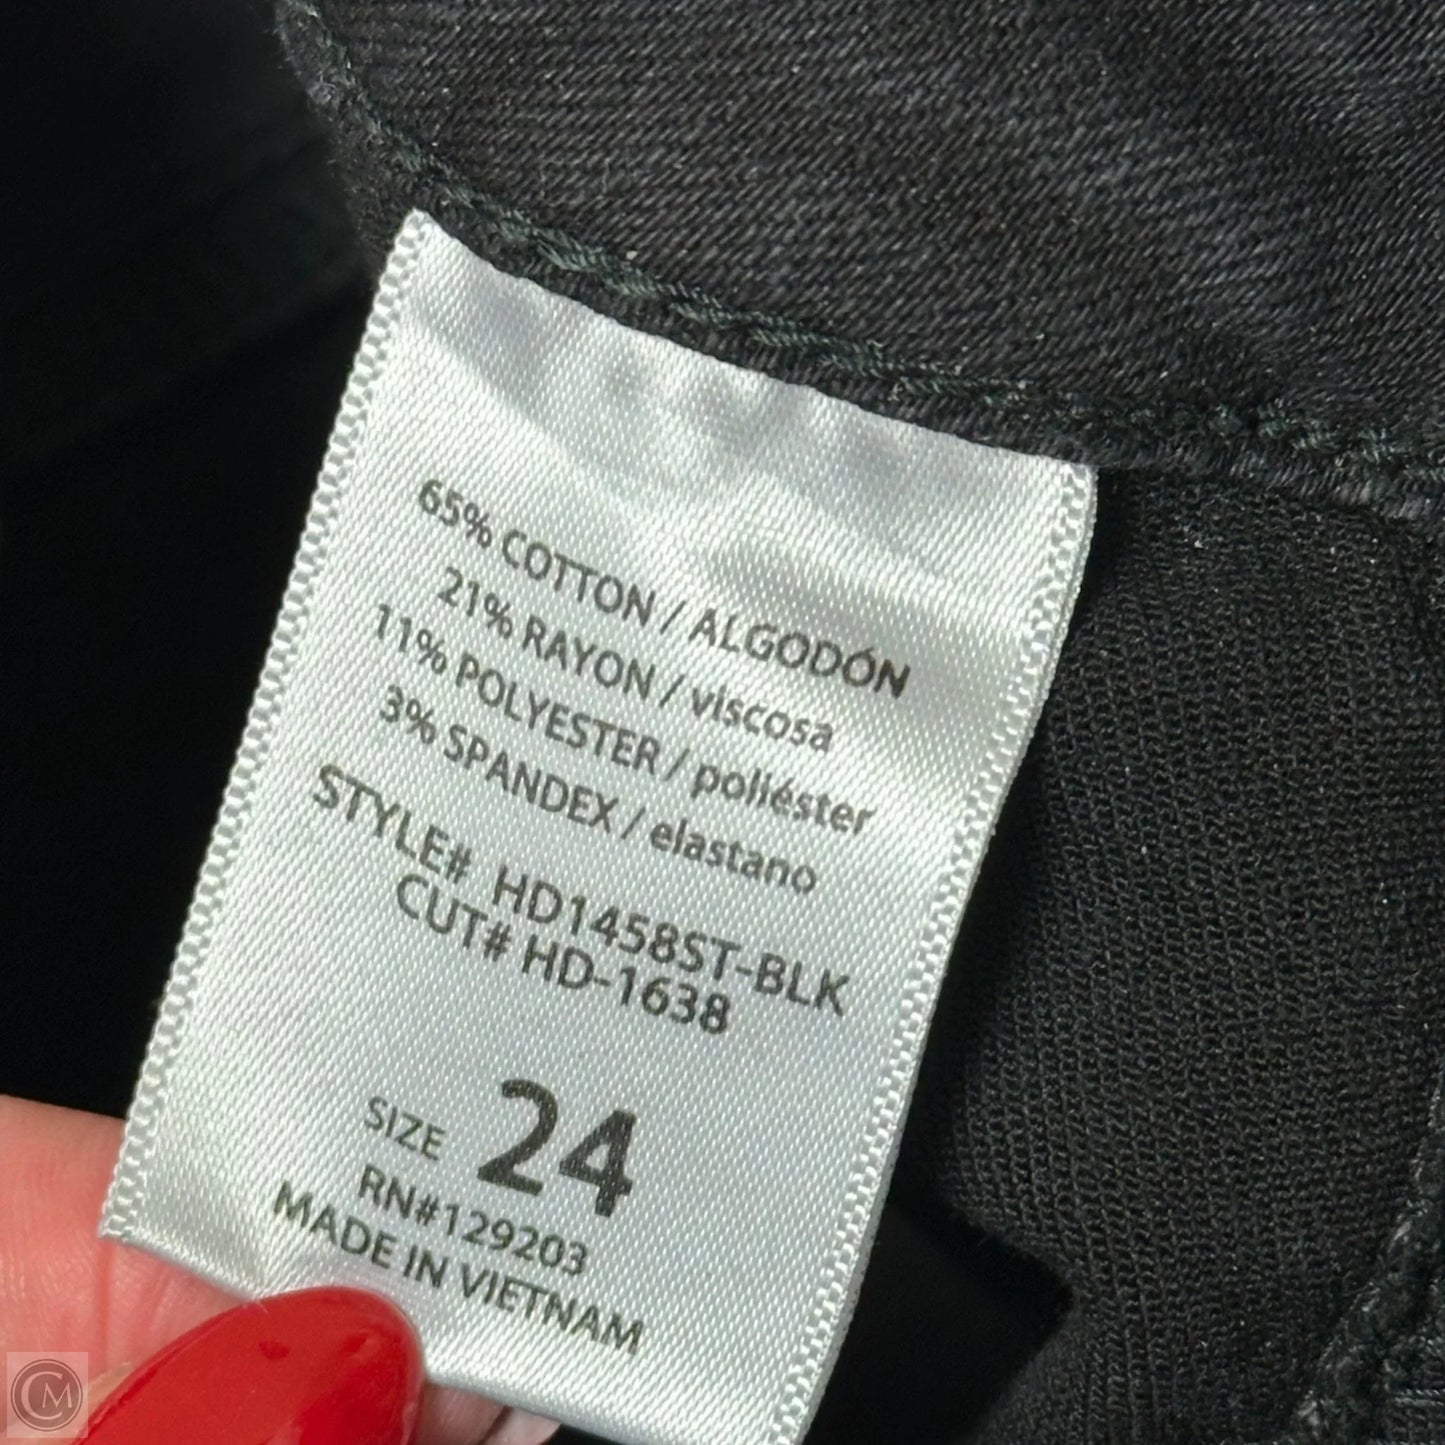 65% COTTON / ALGODÓN
21% RAYON / viscosa
11% POLYESTER / poliéster
3% SPANDEX / elastano
STYLE# HD1458ST-BLK
CUT# HD-1638
SIZE 24
RN#129203
MADE IN VIETNAM
CM